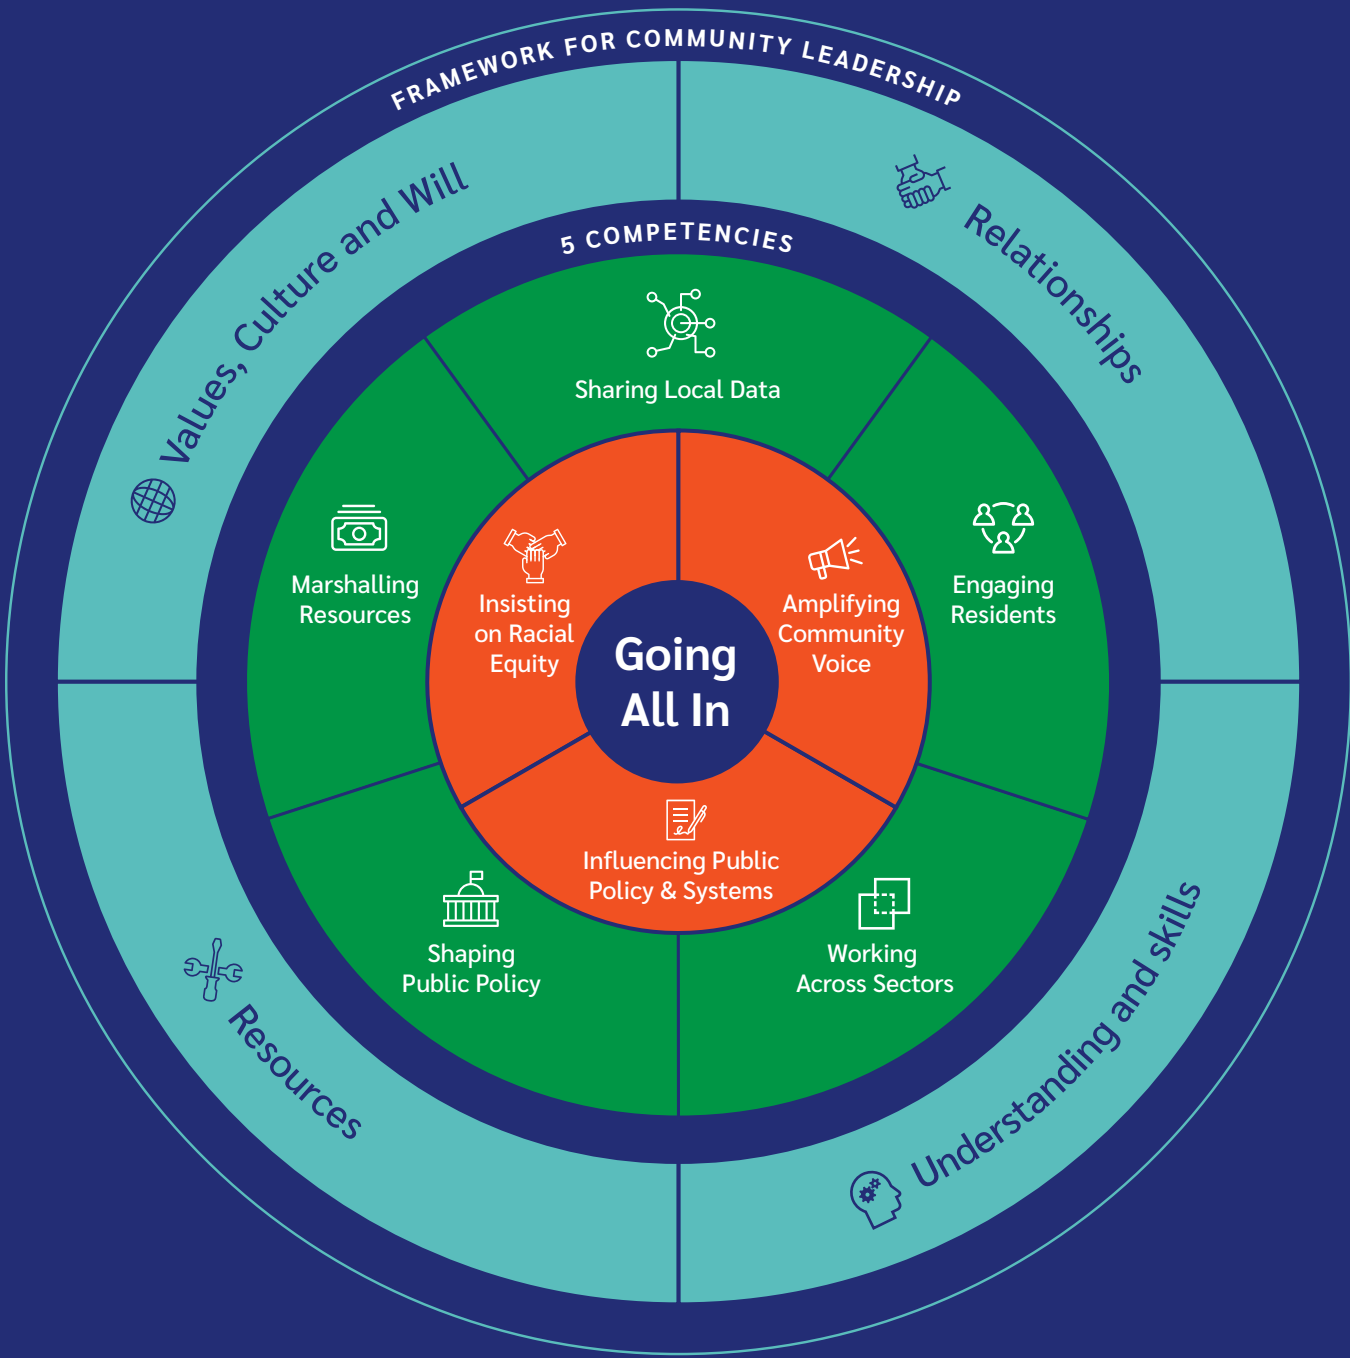 FRAMEWORK FOR COMMUNITY LEADERSHIP
Values, Culture and Will
Relationships
5 COMPETENCIES
Sharing Local Data
Marshalling
Resources
Engaging
Residents
Insisting
on Racial
Equity
Amplifying
Community
Voice
Going
All In
Influencing Public
Policy & Systems
Shaping
Public Policy
Working
Across Sectors
Resources
Understanding and skills